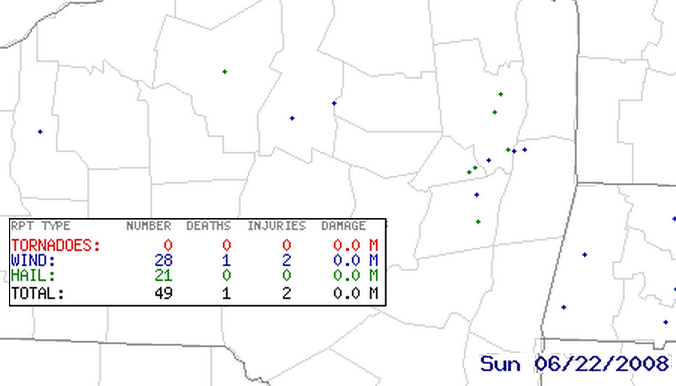 RPT TYPE NUMBER DEATHS INJURIES DAMAGE
TORNADOES: 0 0 0 0.0 M
WIND: 28 1 2 0.0 M
HAIL: 21 0 0 0.0 M
TOTAL: 49 1 2 0.0 M
Sun 06/22/2008